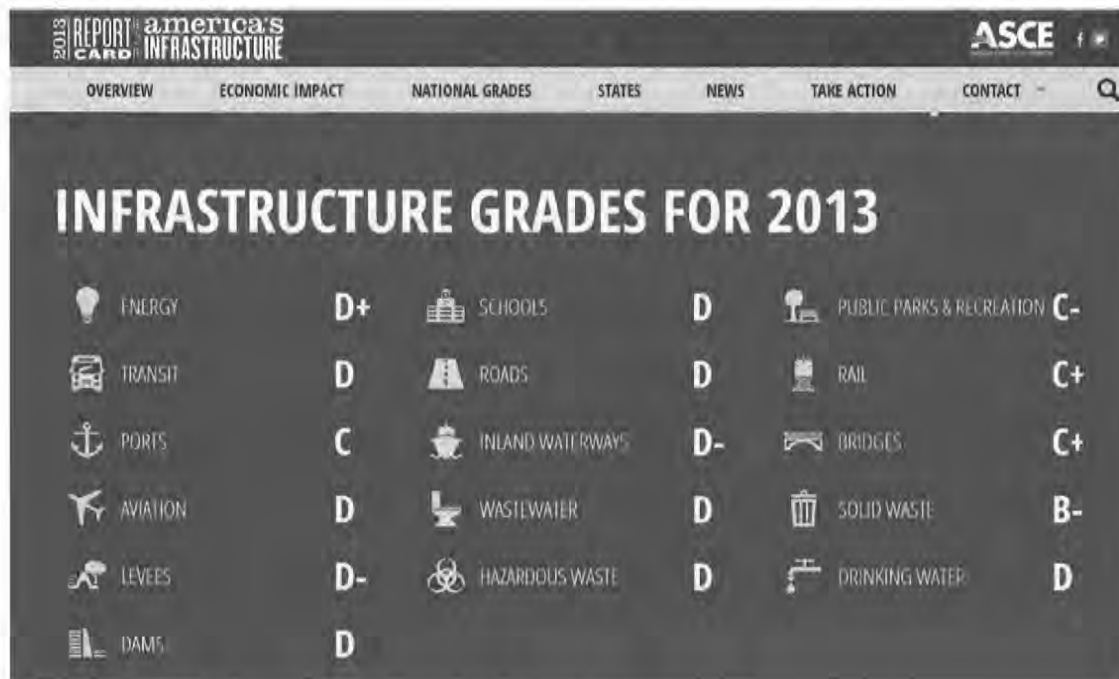 2013 REPORT CARD america's INFRASTRUCTURE
ASCE
OVERVIEW ECONOMIC IMPACT NATIONAL GRADES STATES NEWS TAKE ACTION CONTACT
INFRASTRUCTURE GRADES FOR 2013
ENERGY D+ SCHOOLS D PUBLIC PARKS & RECREATION C-
TRANSIT D ROADS D RAIL C+
PORTS C INLAND WATERWAYS D- BRIDGES C+
AVIATION D WASTEWATER D SOLID WASTE B-
LEVEES D- HAZARDOUS WASTE D DRINKING WATER D
DAMS D